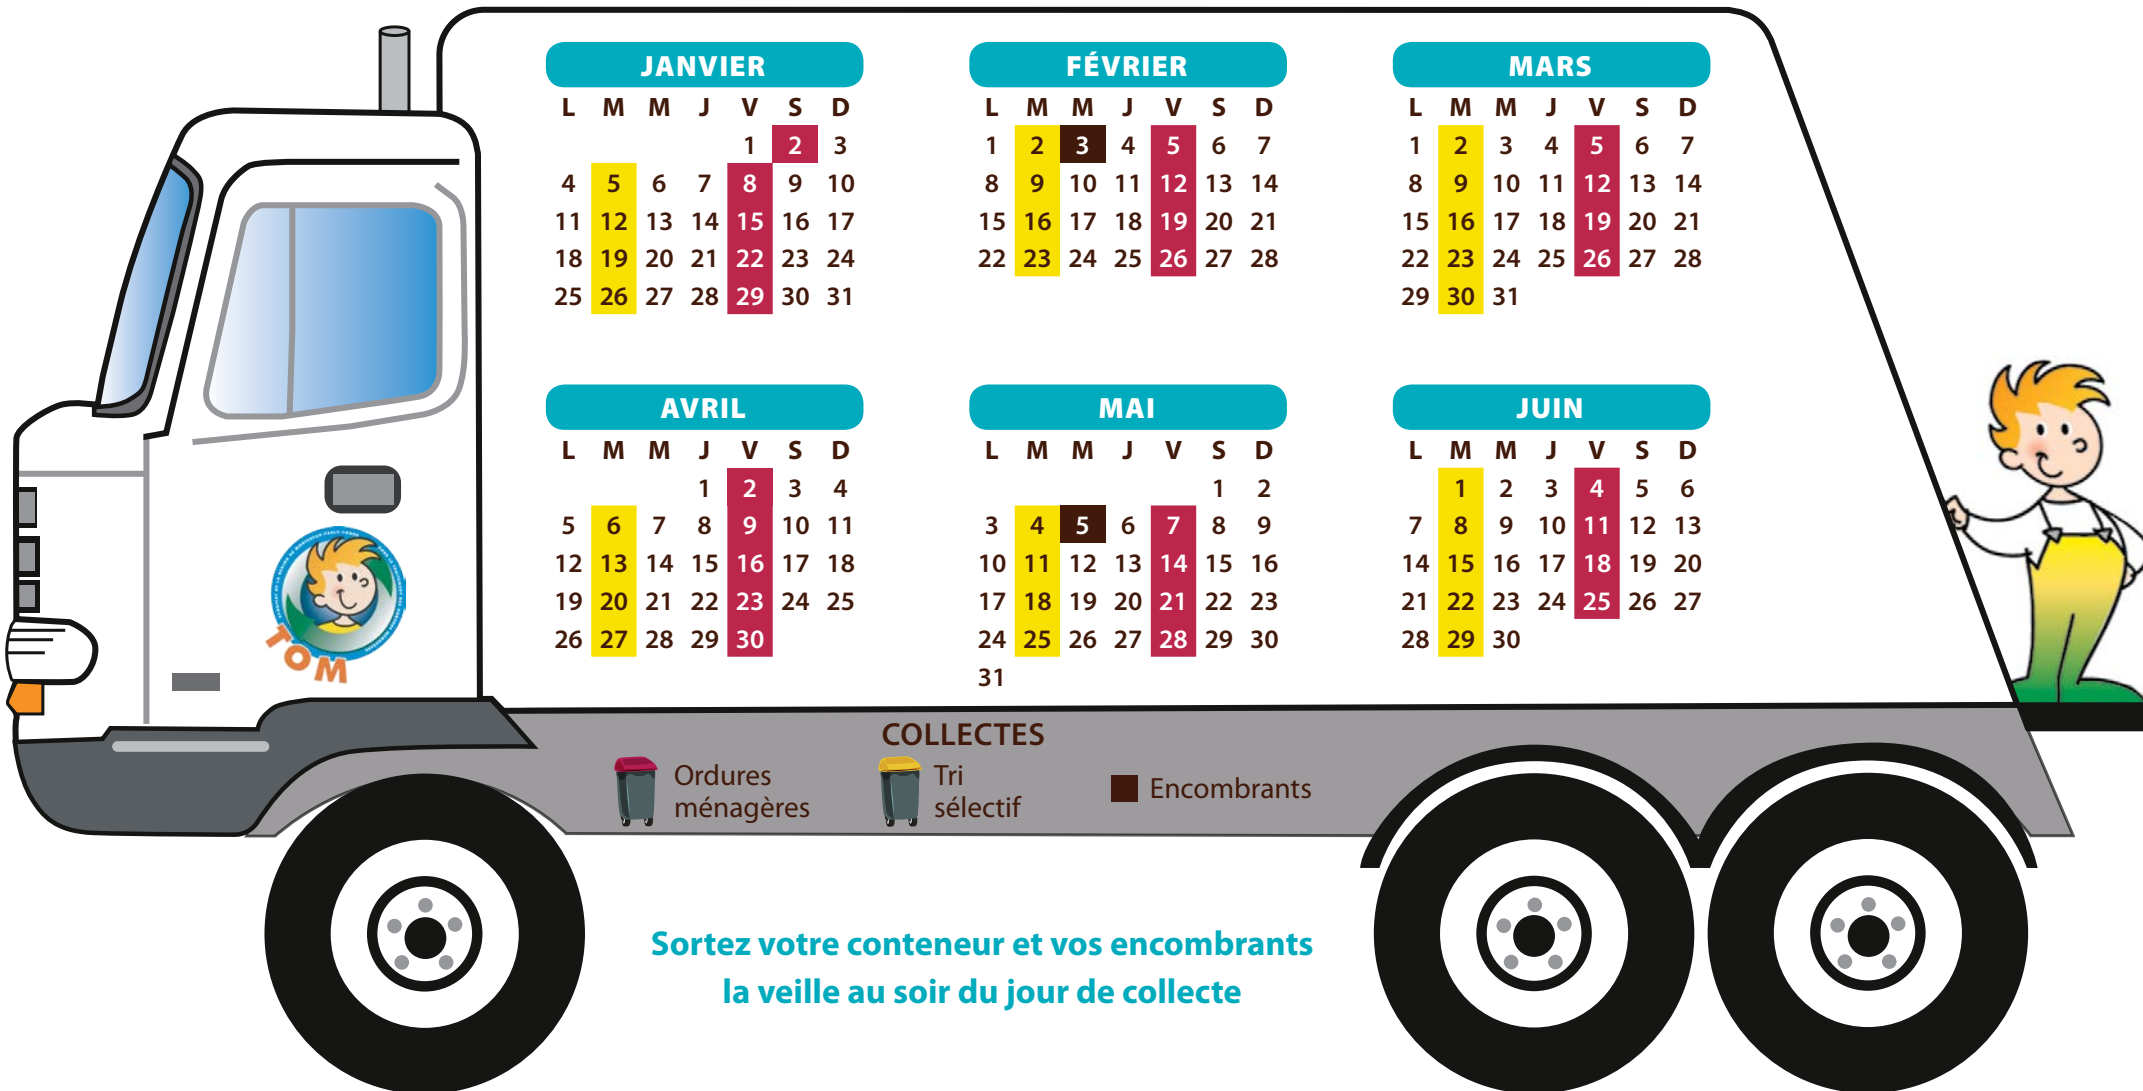 JANVIER
L M M J V S D
1 2 3
4 5 6 7 8 9 10
11 12 13 14 15 16 17
18 19 20 21 22 23 24
25 26 27 28 29 30 31
FÉVRIER
L M M J V S D
1 2 3 4 5 6 7
8 9 10 11 12 13 14
15 16 17 18 19 20 21
22 23 24 25 26 27 28
MARS
L M M J V S D
1 2 3 4 5 6 7
8 9 10 11 12 13 14
15 16 17 18 19 20 21
22 23 24 25 26 27 28
29 30 31
AVRIL
L M M J V S D
1 2 3 4
5 6 7 8 9 10 11
12 13 14 15 16 17 18
19 20 21 22 23 24 25
26 27 28 29 30
MAI
L M M J V S D
1 2
3 4 5 6 7 8 9
10 11 12 13 14 15 16
17 18 19 20 21 22 23
24 25 26 27 28 29 30
31
JUIN
L M M J V S D
1 2 3 4 5 6
7 8 9 10 11 12 13
14 15 16 17 18 19 20
21 22 23 24 25 26 27
28 29 30
TOM
COLLECTES
Ordures
ménagères
Tri
sélectif
Encombrants
Sortez votre conteneur et vos encombrants
la veille au soir du jour de collecte